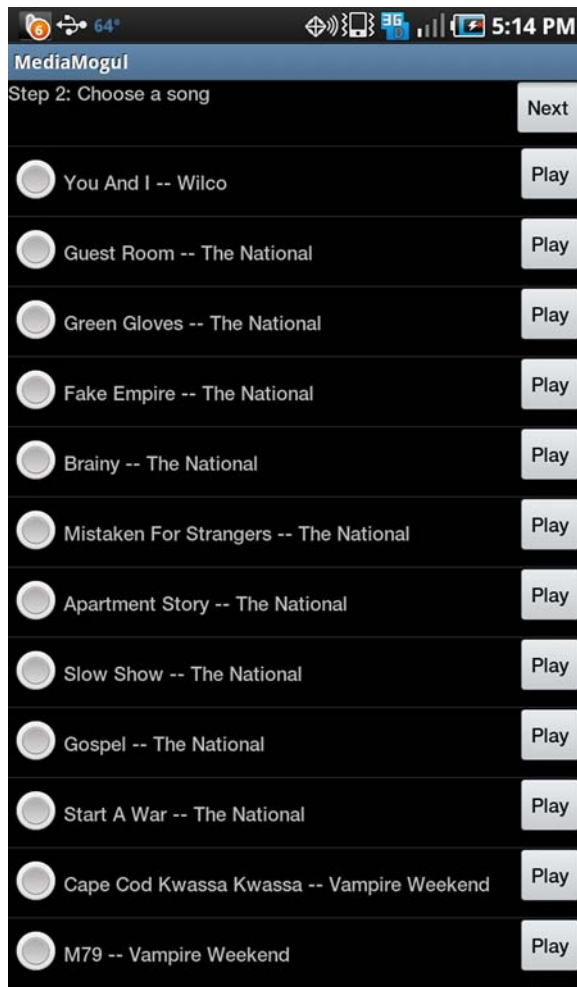 6 64° 3G 5:14 PM
MediaMogul
Step 2: Choose a song
Next
You And I -- Wilco
Play
Guest Room -- The National
Play
Green Gloves -- The National
Play
Fake Empire -- The National
Play
Brainy -- The National
Play
Mistaken For Strangers -- The National
Play
Apartment Story -- The National
Play
Slow Show -- The National
Play
Gospel -- The National
Play
Start A War -- The National
Play
Cape Cod Kwassa Kwassa -- Vampire Weekend
Play
M79 -- Vampire Weekend
Play